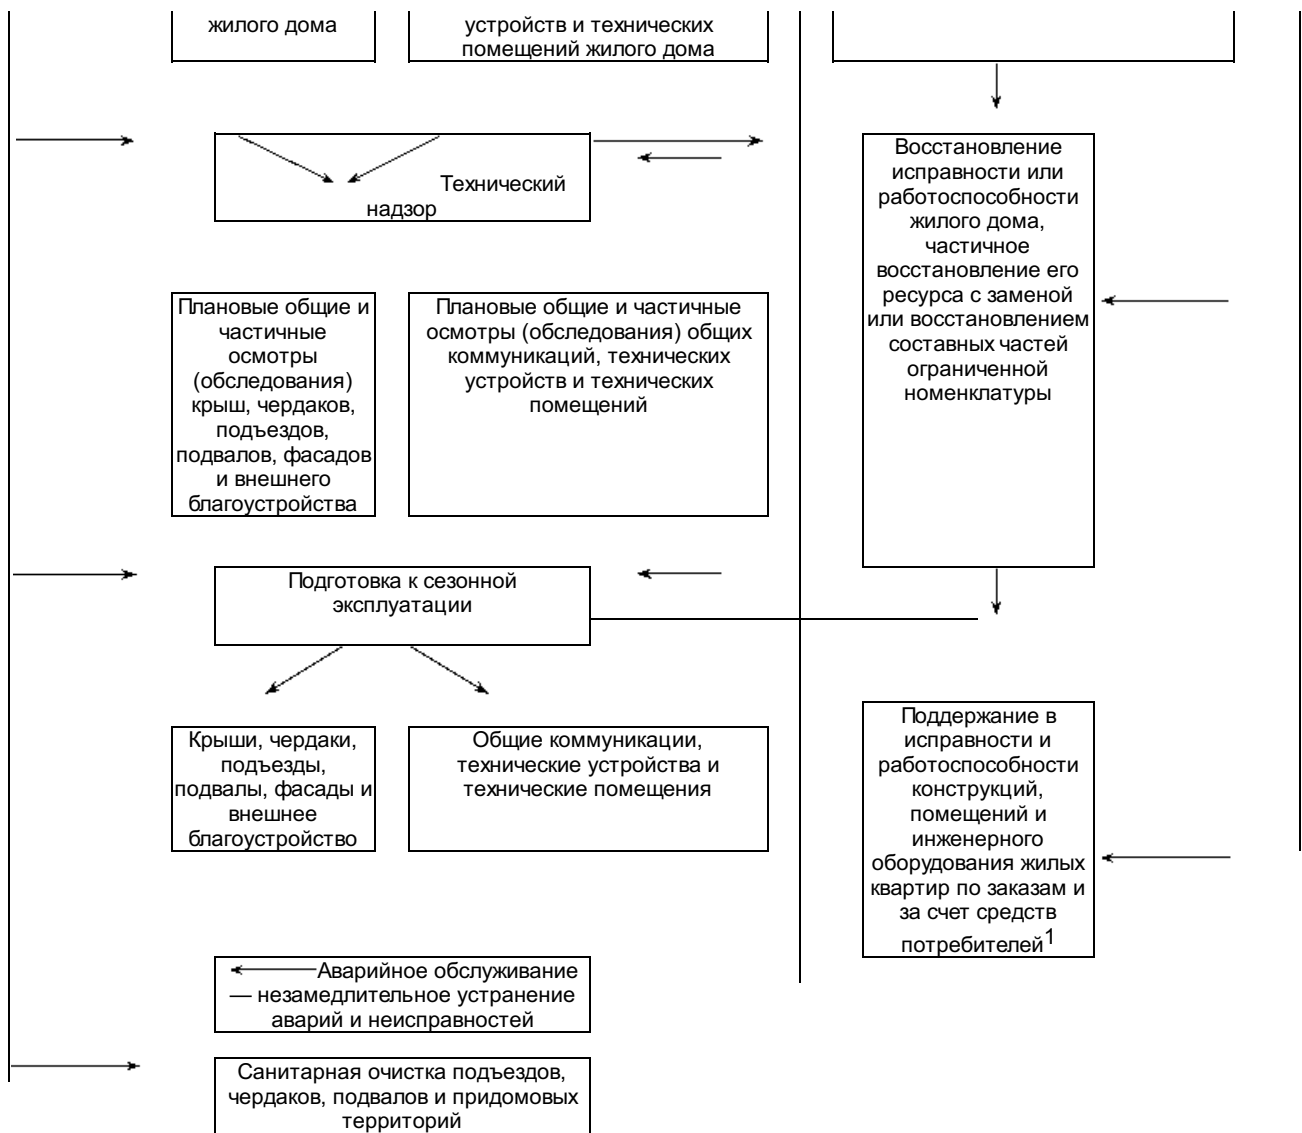 жилого дома
устройств и технических
помещений жилого дома
Технический
надзор
Восстановление
исправности или
работоспособности
жилого дома,
частичное
восстановление его
ресурса с заменой
или восстановлением
составных частей
ограниченной
номенклатуры
Плановые общие и
частичные
осмотры
(обследования)
крыш, чердаков,
подъездов,
подвалов, фасадов
и внешнего
благоустройства
Плановые общие и частичные
осмотры (обследования) общих
коммуникаций, технических
устройств и технических
помещений
Подготовка к сезонной
эксплуатации
Крыши, чердаки,
подъезды,
подвалы, фасады и
внешнее
благоустройство
Общие коммуникации,
технические устройства и
технические помещения
Поддержание в
исправности и
работоспособности
конструкций,
помещений и
инженерного
оборудования жилых
квартир по заказам и
за счет средств
потребителей1
Аварийное обслуживание
— незамедлительное устранение
аварий и неисправностей
Санитарная очистка подъездов,
чердаков, подвалов и придомовых
территорий